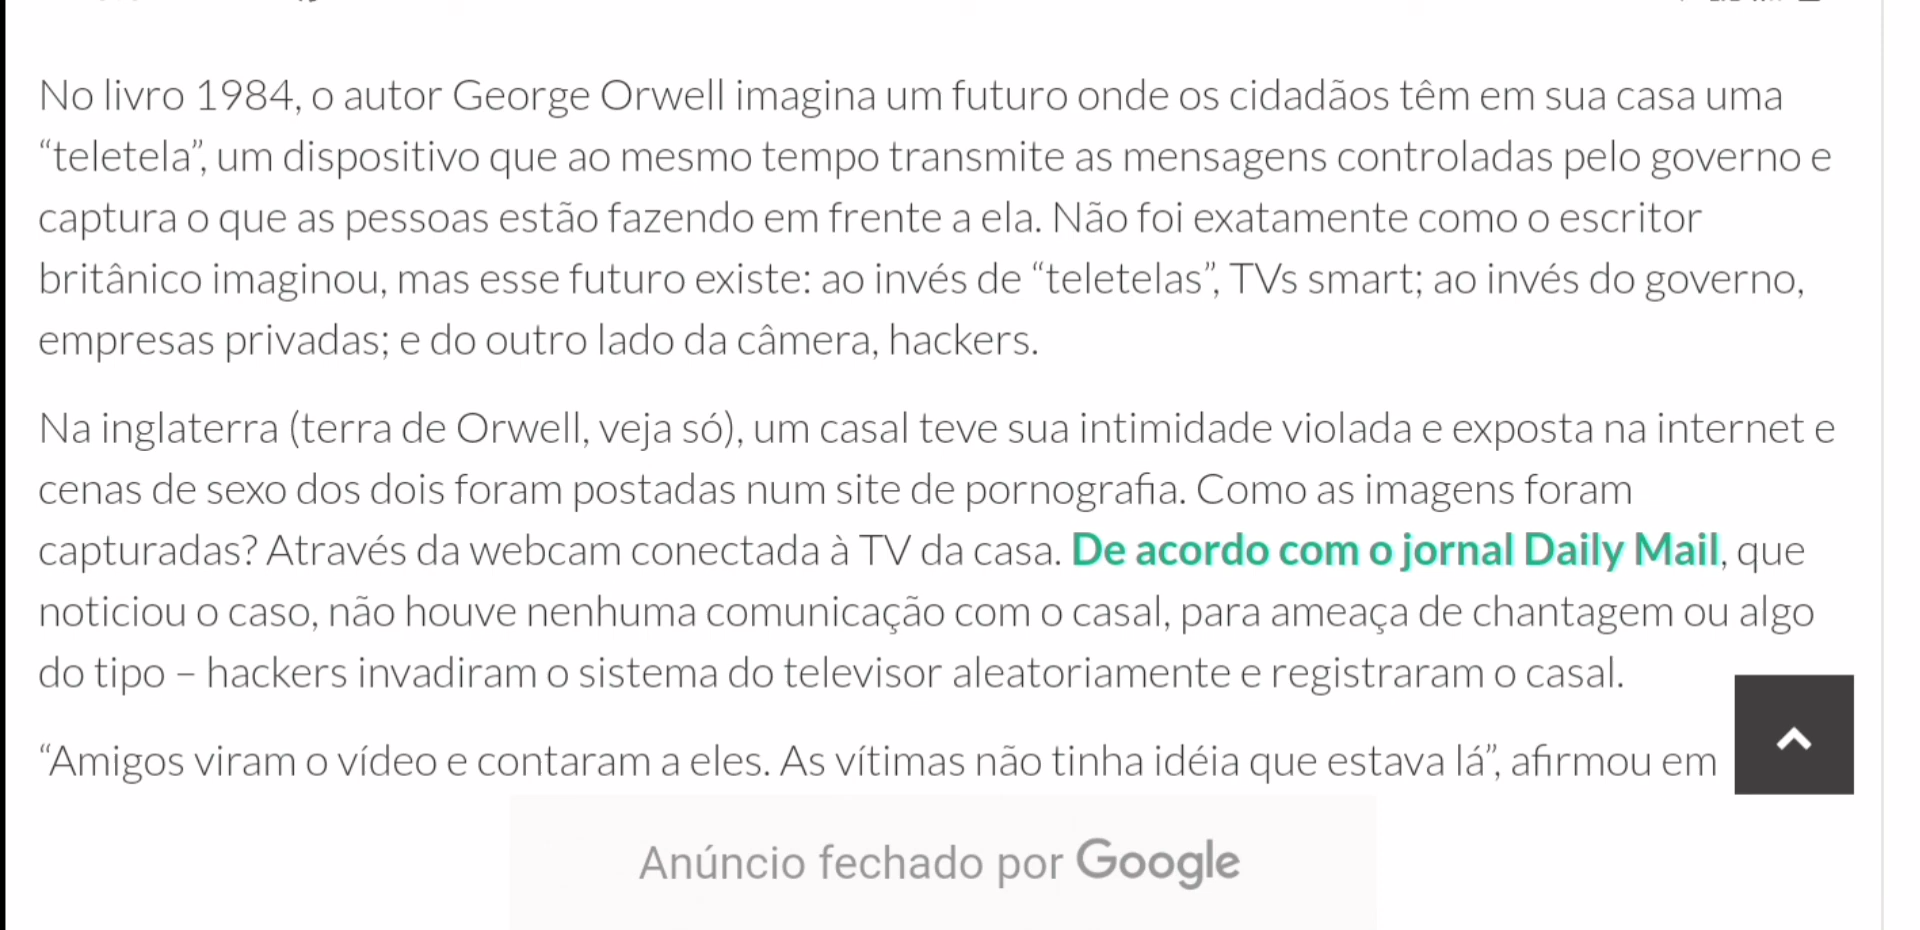 No livro 1984, o autor George Orwell imagina um futuro onde os cidadãos têm em sua casa uma
“teletela”, um dispositivo que ao mesmo tempo transmite as mensagens controladas pelo governo e
captura o que as pessoas estão fazendo em frente a ela. Não foi exatamente como o escritor
britânico imaginou, mas esse futuro existe: ao invés de “teletelas”, TVs smart; ao invés do governo,
empresas privadas; e do outro lado da câmera, hackers.
Na inglaterra (terra de Orwell, veja só), um casal teve sua intimidade violada e exposta na internet e
cenas de sexo dos dois foram postadas num site de pornografia. Como as imagens foram
capturadas? Através da webcam conectada à TV da casa. De acordo com o jornal Daily Mail, que
noticiou o caso, não houve nenhuma comunicação com o casal, para ameaça de chantagem ou algo
do tipo – hackers invadiram o sistema do televisor aleatoriamente e registraram o casal.
“Amigos viram o vídeo e contaram a eles. As vítimas não tinha idéia que estava lá”, afirmou em
Anúncio fechado por Google